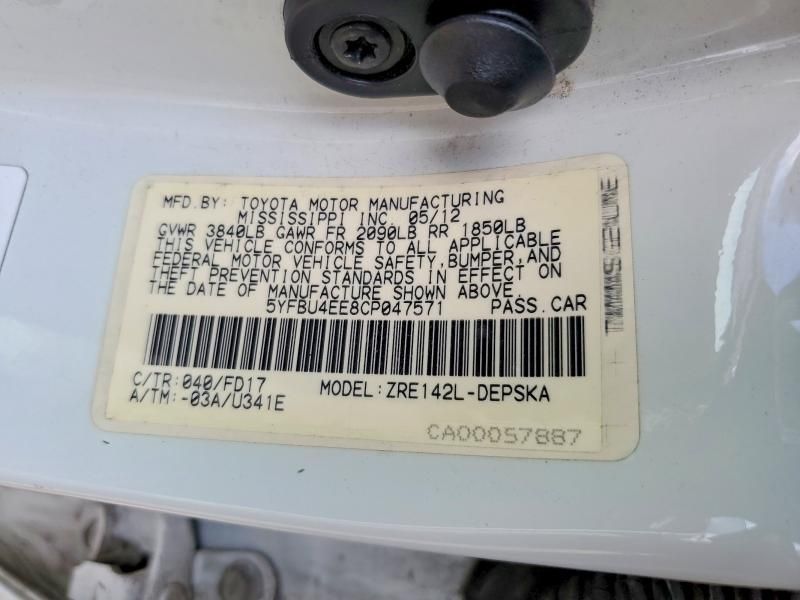 MFD.BY: TOYOTA MOTOR MANUFACTURING
MISSISSIPPI INC. 05/12
GVWR 3840LB GAWR FR 2090LB RR 1850LB
THIS VEHICLE CONFORMS TO ALL APPLICABLE
FEDERAL MOTOR VEHICLE SAFETY,BUMPER,AND
THEFT PREVENTION STANDARDS IN EFFECT ON
THE DATE OF MANUFACTURE SHOWN ABOVE.
5YFBU4EE8CP047571 PASS.CAR
C/TR:040/FD17 MODEL:ZRE142L-DEPSKA
A/TM:-03A/U341E
CA00057887